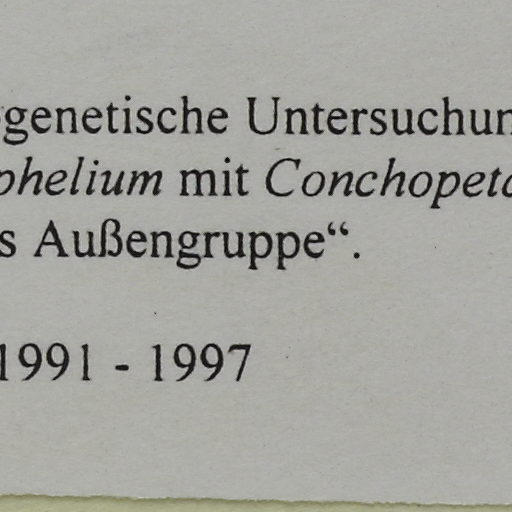 genetische Untersuchun
phelium mit Conchopeta
s Außengruppe“.
1991 - 1997